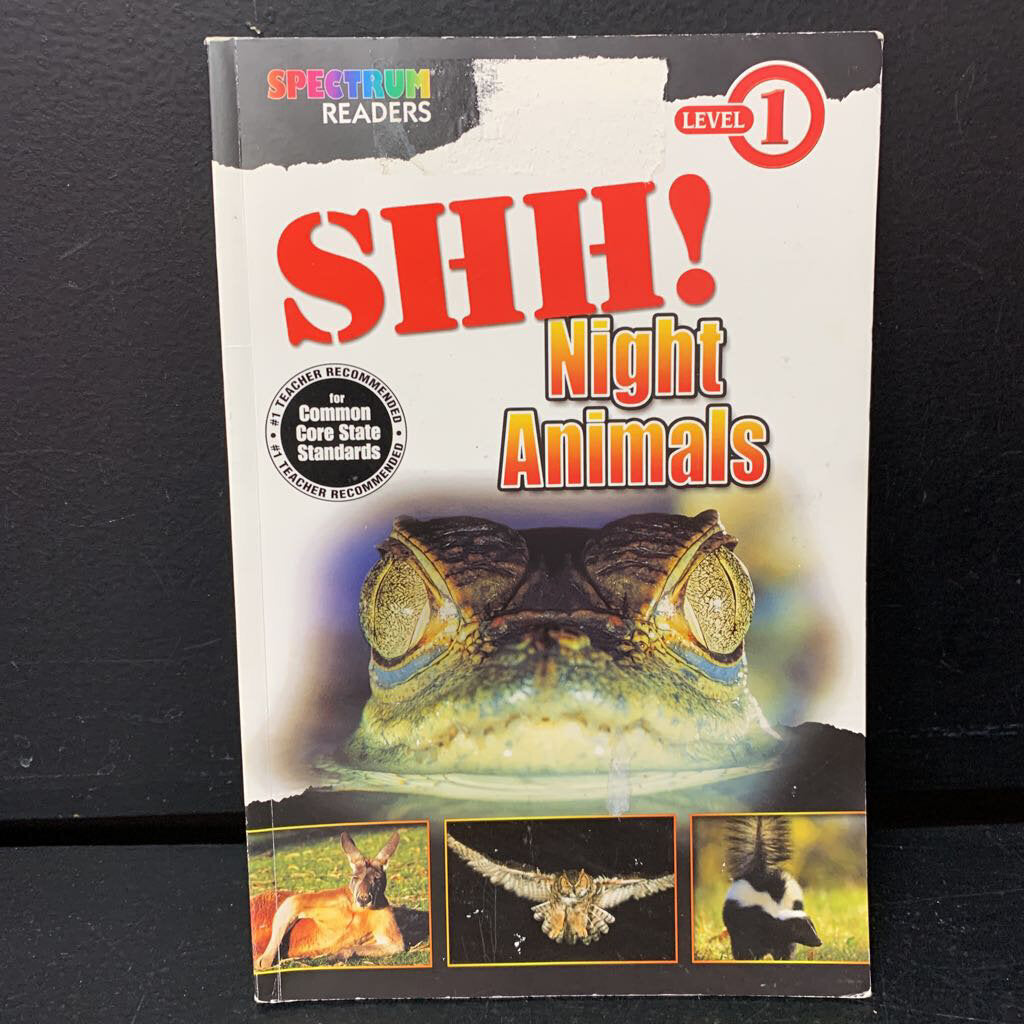 SPECTRUM
READERS
LEVEL 1
SHH!
Night
Animals
#1 TEACHER RECOMMENDED
for
Common
Core State
Standards
#1 TEACHER RECOMMENDED